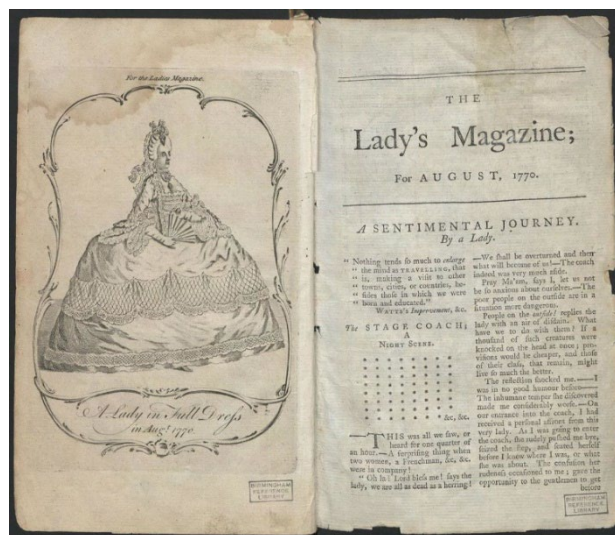 For the Ladies Magazine.
A Lady in Full Dress
in Augt. 1770
BIRMINGHAM
REFERENCE
LIBRARY
THE
Lady's Magazine;
For AUGUST, 1770.
A SENTIMENTAL JOURNEY.
By a Lady.
" Nothing tends so much to enlarge
" the mind as TRAVELLING, that
" is, making a visit to other
" towns, cities, or countries, be-
" sides those in which we were
" born and educated."
WATTS's Improvement, &c.
The STAGE COACH;
A
NIGHT SCENE.
&c, &c.
—THIS was all we saw, or
heard for one quarter of
an hour.—A surprising thing when
two women, a Frenchman, &c. &c.
were in company!
" Oh la! Lord bless me! says the
lady, we are all as dead as a herring!
—We shall be overturned and then
what will become of us!—The coach
indeed was very much aside.
Pray Ma'am, says I, let us not
be so anxious about ourselves.—The
poor people on the outside are in a
situation more dangerous.
People on the outside! replies the
lady with an air of disdain. What
have we to do with them? If a
thousand of such creatures were
knocked on the head at once; pro-
visions would be cheaper, and those
of their class, that remain, might
live so much the better.
The reflection shocked me.——I
was in no good humour before——
The inhumane temper she discovered
made me considerably worse.—On
our entrance into the coach, I had
received a personal affront from this
very lady. As I was going to enter
the coach, she rudely pushed me bye,
seized the step, and seated herself
before I knew where I was, or what
she was about. The confusion her
rudeness occasioned to me; gave the
opportunity to the gentlemen to get
before
BIRMINGHAM
REFERENCE
LIBRARY